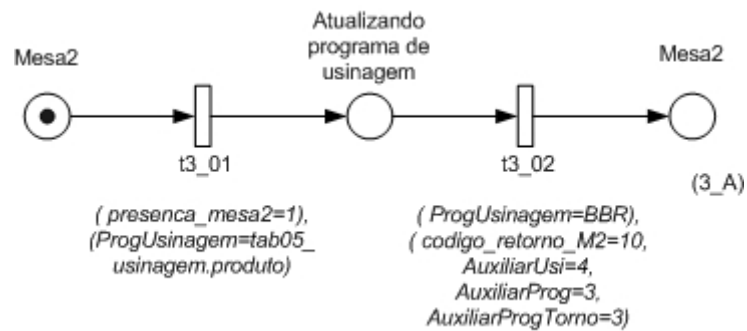 Atualizando
programa de
usinagem
Mesa2
Mesa2
t3_01
t3_02
(3_A)
( presenca_mesa2=1),
(ProgUsinagem=tab05_
usinagem.produto)
( ProgUsinagem=BBR),
( codigo_retorno_M2=10,
AuxiliarUsi=4,
AuxiliarProg=3,
AuxiliarProgTorno=3)